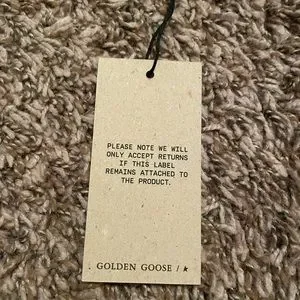 PLEASE NOTE WE WILL
ONLY ACCEPT RETURNS
IF THIS LABEL
REMAINS ATTACHED TO
THE PRODUCT.
GOLDEN GOOSE / ★